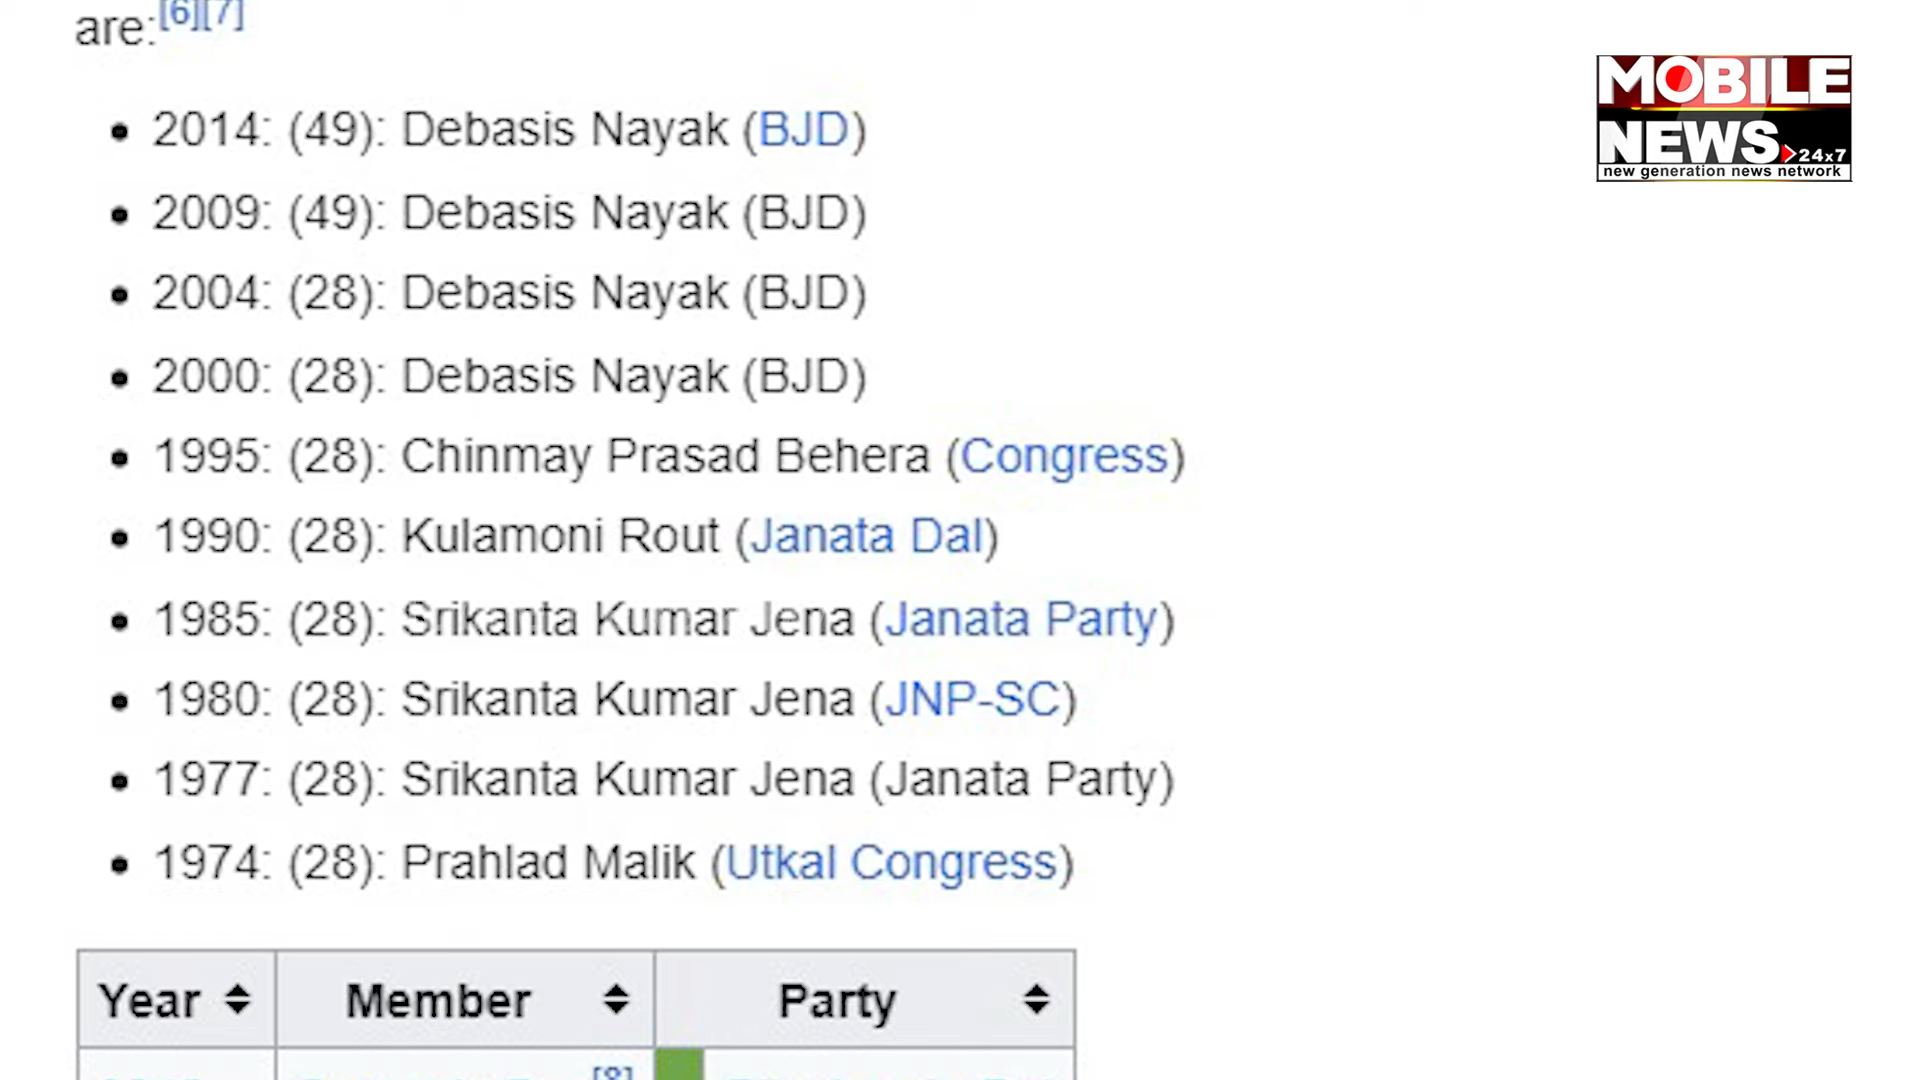 are:[6][7]
MOBILE
NEWS 24x7
new generation news network
• 2014: (49): Debasis Nayak (BJD)
• 2009: (49): Debasis Nayak (BJD)
• 2004: (28): Debasis Nayak (BJD)
• 2000: (28): Debasis Nayak (BJD)
• 1995: (28): Chinmay Prasad Behera (Congress)
• 1990: (28): Kulamoni Rout (Janata Dal)
• 1985: (28): Srikanta Kumar Jena (Janata Party)
• 1980: (28): Srikanta Kumar Jena (JNP-SC)
• 1977: (28): Srikanta Kumar Jena (Janata Party)
• 1974: (28): Prahlad Malik (Utkal Congress)
Year Member Party
[8]